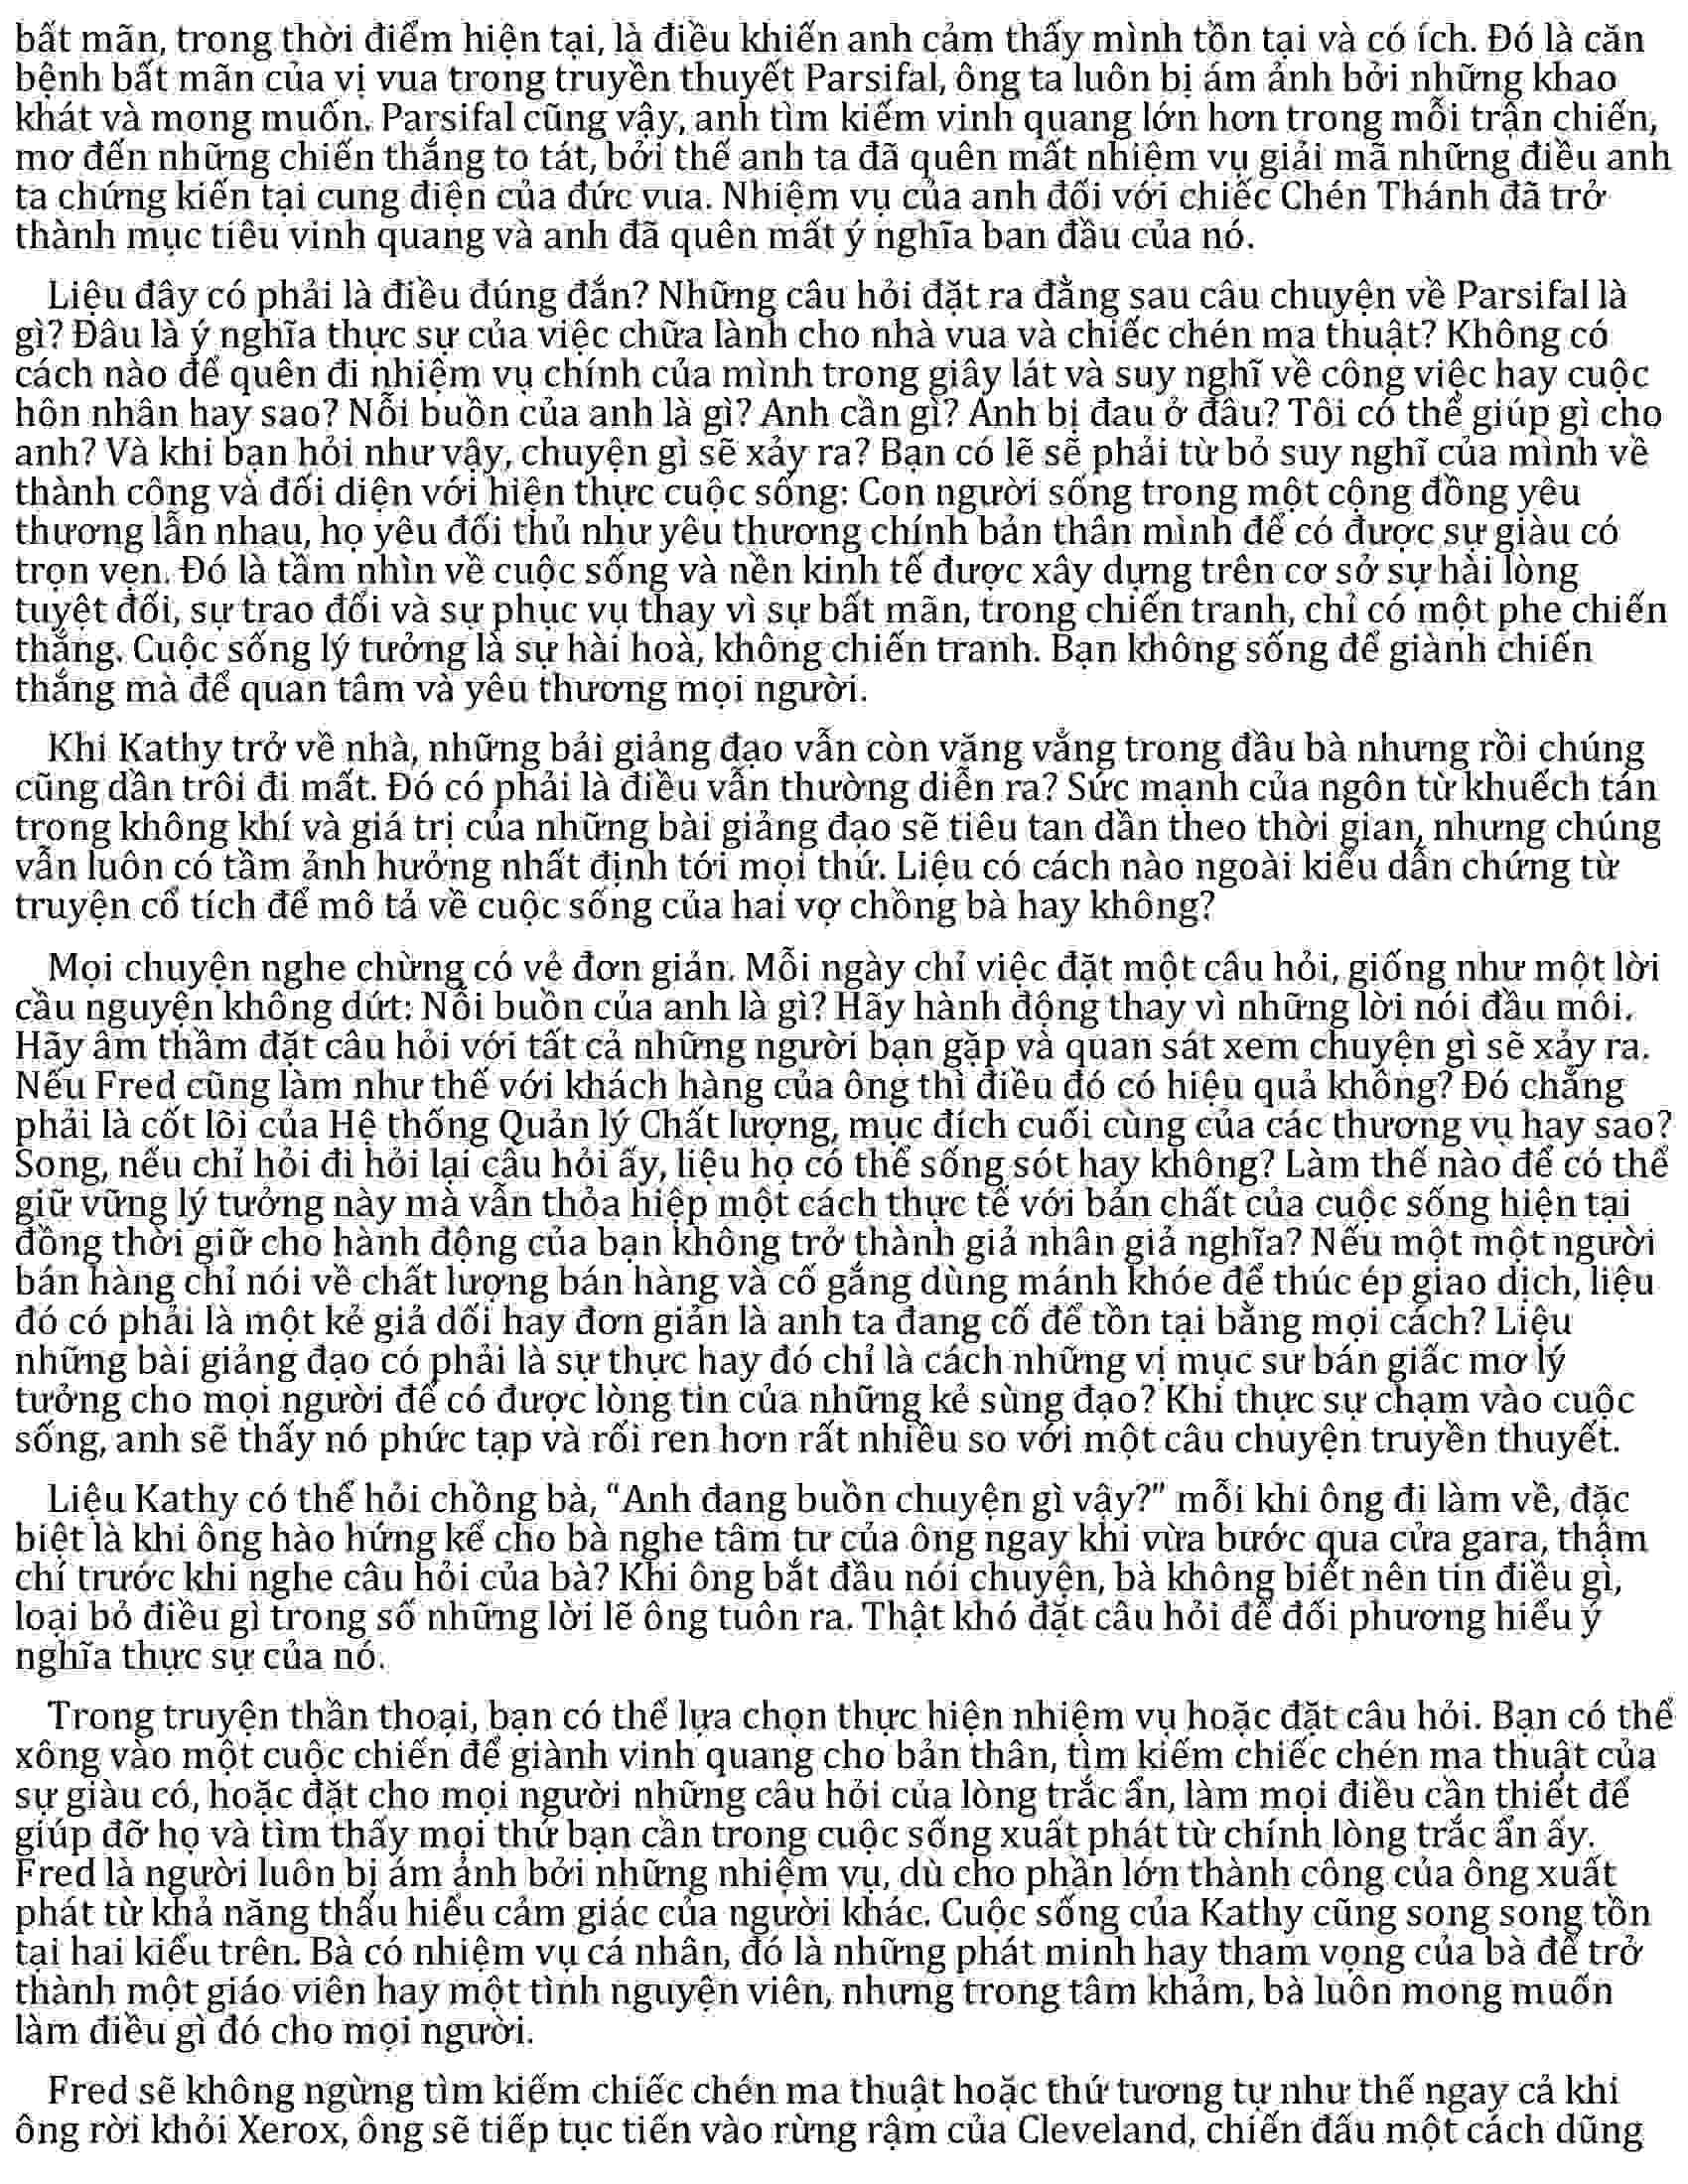 bất mãn, trong thời điểm hiện tại, là điều khiến anh cảm thấy mình tồn tại và có ích. Đó là căn
bệnh bất mãn của vị vua trong truyền thuyết Parsifal, ông ta luôn bị ám ảnh bởi những khao
khát và mong muốn. Parsifal cũng vậy, anh tìm kiếm vinh quang lớn hơn trong mỗi trận chiến,
mơ đến những chiến thắng to tát, bởi thế anh ta đã quên mất nhiệm vụ giải mã những điều anh
ta chứng kiến tại cung điện của đức vua. Nhiệm vụ của anh đối với chiếc Chén Thánh đã trở
thành mục tiêu vinh quang và anh đã quên mất ý nghĩa ban đầu của nó.
Liệu đây có phải là điều đúng đắn? Những câu hỏi đặt ra đằng sau câu chuyện về Parsifal là
gì? Đâu là ý nghĩa thực sự của việc chữa lành cho nhà vua và chiếc chén ma thuật? Không có
cách nào để quên đi nhiệm vụ chính của mình trong giây lát và suy nghĩ về công việc hay cuộc
hôn nhân hay sao? Nỗi buồn của anh là gì? Anh cần gì? Anh bị đau ở đâu? Tôi có thể giúp gì cho
anh? Và khi bạn hỏi như vậy, chuyện gì sẽ xảy ra? Bạn có lẽ sẽ phải từ bỏ suy nghĩ của mình về
thành công và đối diện với hiện thực cuộc sống: Con người sống trong một cộng đồng yêu
thương lẫn nhau, họ yêu đối thủ như yêu thương chính bản thân mình để có được sự giàu có
trọn vẹn. Đó là tầm nhìn về cuộc sống và nền kinh tế được xây dựng trên cơ sở sự hài lòng
tuyệt đối, sự trao đổi và sự phục vụ thay vì sự bất mãn, trong chiến tranh, chỉ có một phe chiến
thắng. Cuộc sống lý tưởng là sự hài hoà, không chiến tranh. Bạn không sống để giành chiến
thắng mà để quan tâm và yêu thương mọi người.
Khi Kathy trở về nhà, những bải giảng đạo vẫn còn văng vẳng trong đầu bà nhưng rồi chúng
cũng dần trôi đi mất. Đó có phải là điều vẫn thường diễn ra? Sức mạnh của ngôn từ khuếch tán
trong không khí và giá trị của những bài giảng đạo sẽ tiêu tan dần theo thời gian, nhưng chúng
vẫn luôn có tầm ảnh hưởng nhất định tới mọi thứ. Liệu có cách nào ngoài kiểu dẫn chứng từ
truyện cổ tích để mô tả về cuộc sống của hai vợ chồng bà hay không?
Mọi chuyện nghe chừng có vẻ đơn giản. Mỗi ngày chỉ việc đặt một câu hỏi, giống như một lời
cầu nguyện không dứt: Nỗi buồn của anh là gì? Hãy hành động thay vì những lời nói đầu môi.
Hãy âm thầm đặt câu hỏi với tất cả những người bạn gặp và quan sát xem chuyện gì sẽ xảy ra.
Nếu Fred cũng làm như thế với khách hàng của ông thì điều đó có hiệu quả không? Đó chẳng
phải là cốt lõi của Hệ thống Quản lý Chất lượng, mục đích cuối cùng của các thương vụ hay sao?
Song, nếu chỉ hỏi đi hỏi lại câu hỏi ấy, liệu họ có thể sống sót hay không? Làm thế nào để có thể
giữ vững lý tưởng này mà vẫn thỏa hiệp một cách thực tế với bản chất của cuộc sống hiện tại
đồng thời giữ cho hành động của bạn không trở thành giả nhân giả nghĩa? Nếu một một người
bán hàng chỉ nói về chất lượng bán hàng và cố gắng dùng mánh khóe để thúc ép giao dịch, liệu
đó có phải là một kẻ giả dối hay đơn giản là anh ta đang cố để tồn tại bằng mọi cách? Liệu
những bài giảng đạo có phải là sự thực hay đó chỉ là cách những vị mục sư bán giấc mơ lý
tưởng cho mọi người để có được lòng tin của những kẻ sùng đạo? Khi thực sự chạm vào cuộc
sống, anh sẽ thấy nó phức tạp và rối ren hơn rất nhiều so với một câu chuyện truyền thuyết.
Liệu Kathy có thể hỏi chồng bà, “Anh đang buồn chuyện gì vậy?” mỗi khi ông đi làm về, đặc
biệt là khi ông hào hứng kể cho bà nghe tâm tư của ông ngay khi vừa bước qua cửa gara, thậm
chí trước khi nghe câu hỏi của bà? Khi ông bắt đầu nói chuyện, bà không biết nên tin điều gì,
loại bỏ điều gì trong số những lời lẽ ông tuôn ra. Thật khó đặt câu hỏi để đối phương hiểu ý
nghĩa thực sự của nó.
Trong truyện thần thoại, bạn có thể lựa chọn thực hiện nhiệm vụ hoặc đặt câu hỏi. Bạn có thể
xông vào một cuộc chiến để giành vinh quang cho bản thân, tìm kiếm chiếc chén ma thuật của
sự giàu có, hoặc đặt cho mọi người những câu hỏi của lòng trắc ẩn, làm mọi điều cần thiết để
giúp đỡ họ và tìm thấy mọi thứ bạn cần trong cuộc sống xuất phát từ chính lòng trắc ẩn ấy.
Fred là người luôn bị ám ảnh bởi những nhiệm vụ, dù cho phần lớn thành công của ông xuất
phát từ khả năng thấu hiểu cảm giác của người khác. Cuộc sống của Kathy cũng song song tồn
tại hai kiểu trên. Bà có nhiệm vụ cá nhân, đó là những phát minh hay tham vọng của bà để trở
thành một giáo viên hay một tình nguyện viên, nhưng trong tâm khảm, bà luôn mong muốn
làm điều gì đó cho mọi người.
Fred sẽ không ngừng tìm kiếm chiếc chén ma thuật hoặc thứ tương tự như thế ngay cả khi
ông rời khỏi Xerox, ông sẽ tiếp tục tiến vào rừng rậm của Cleveland, chiến đấu một cách dũng